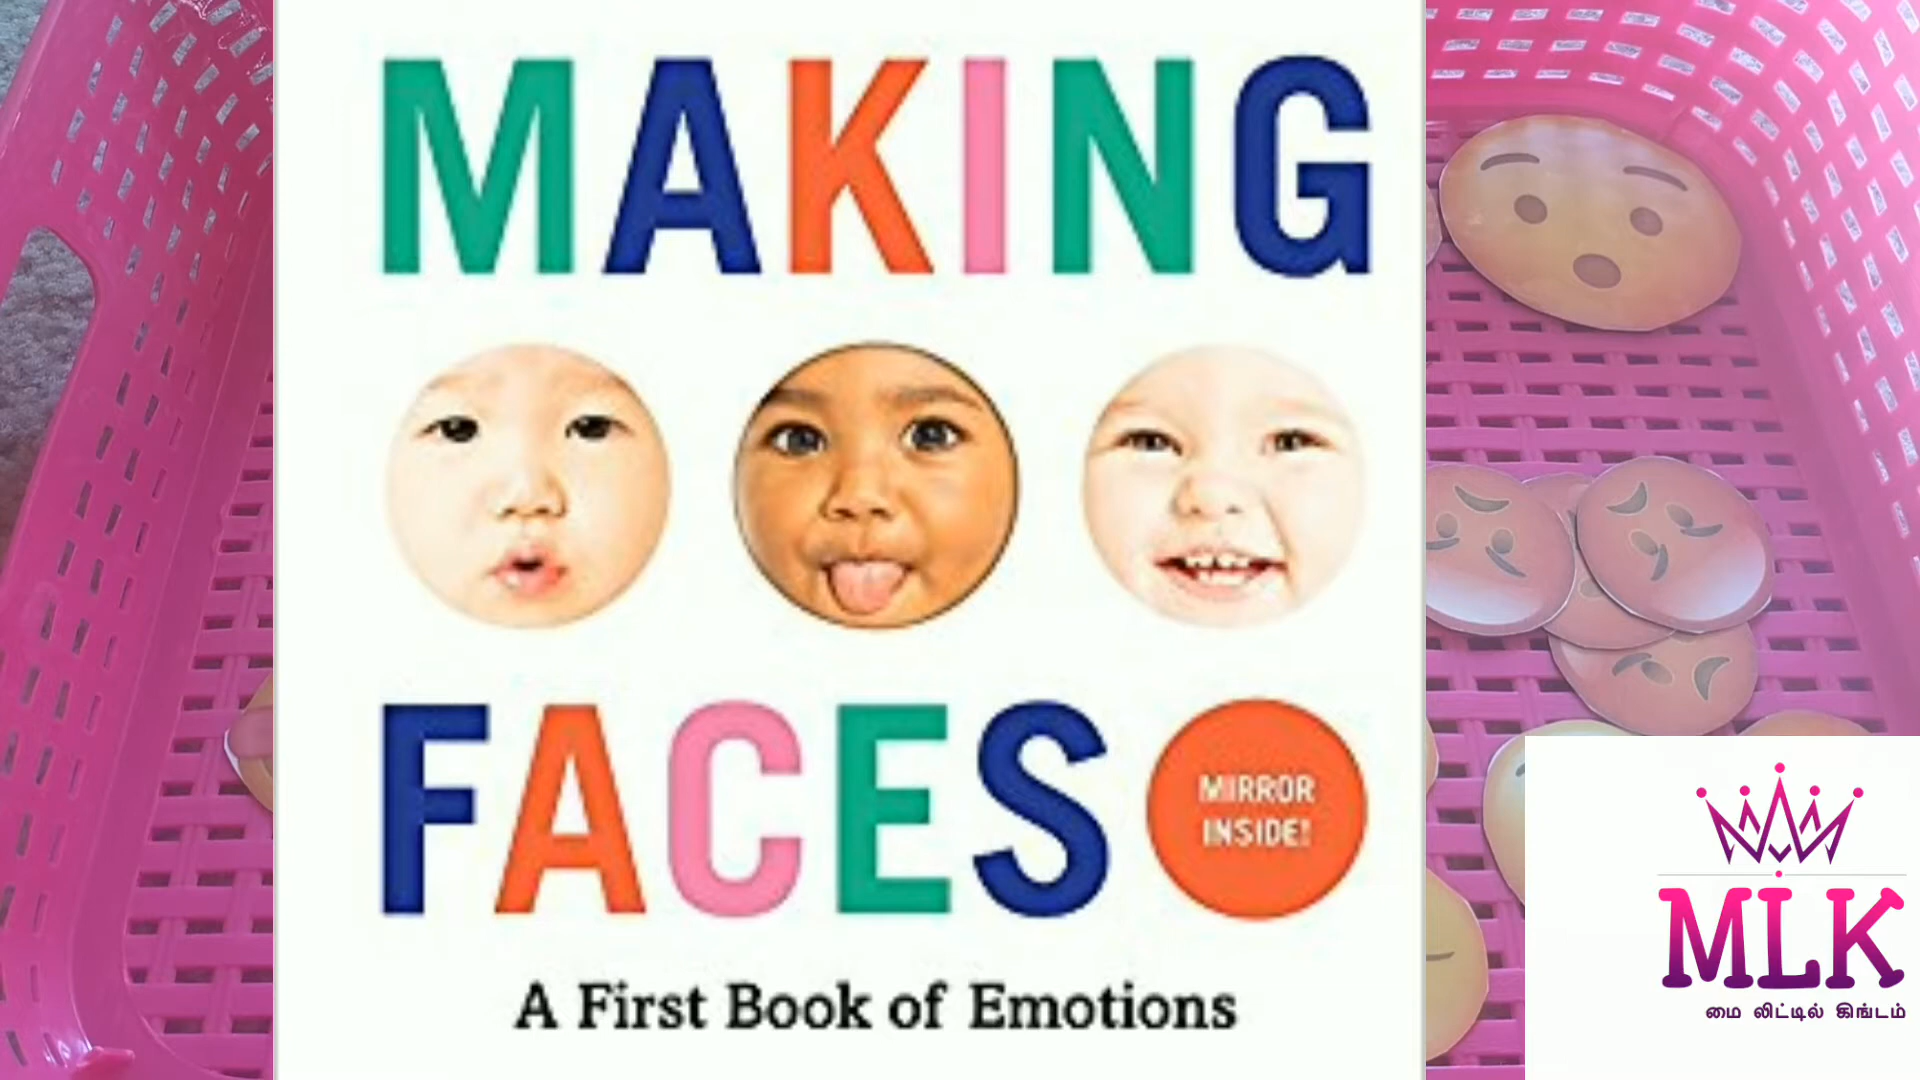 MAKING
FACES
MIRROR
INSIDE!
A First Book of Emotions
MLK
மை லிட்டில் கிங்டம்